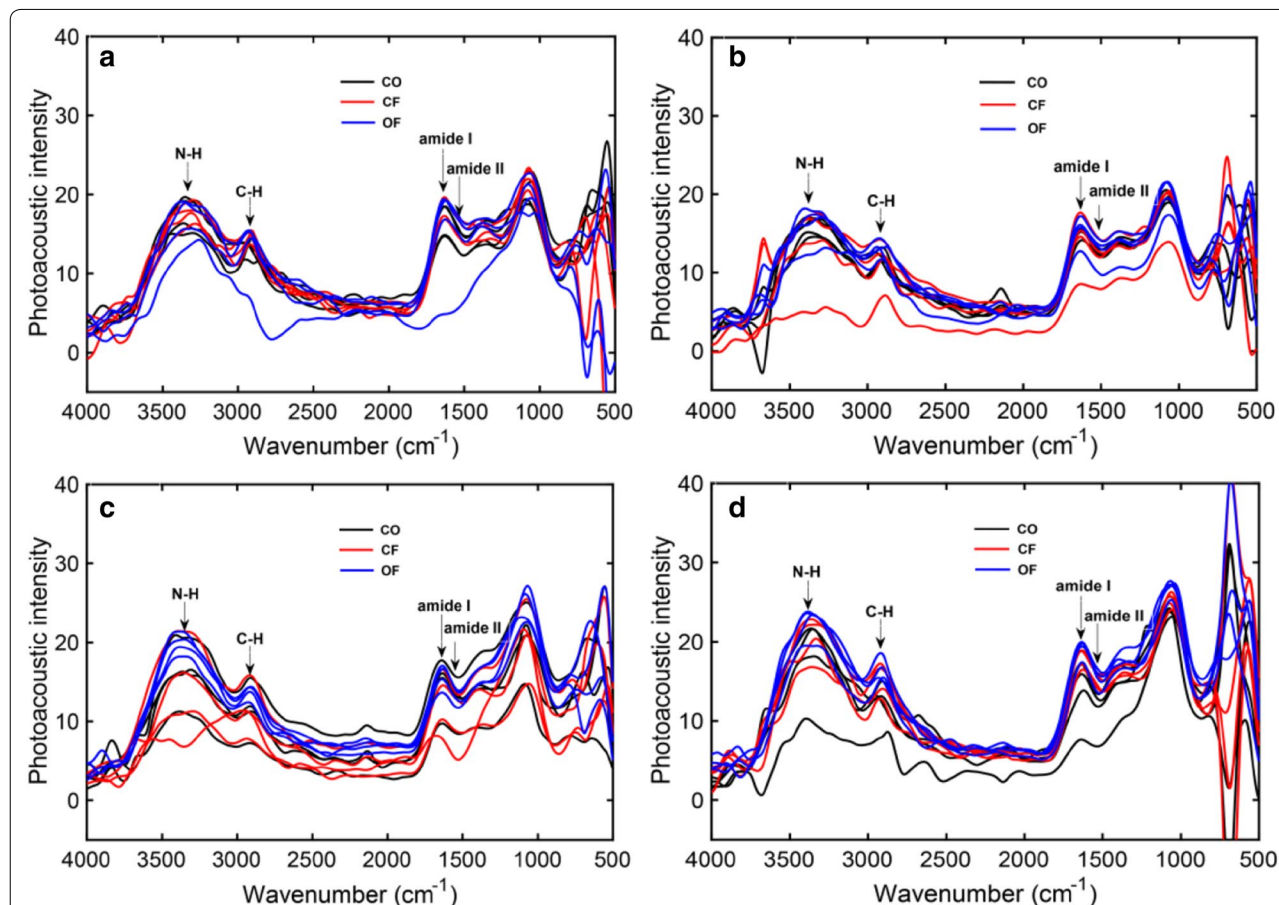 a
40
30
20
10
0
Photoacoustic intensity
CO
CF
OF
N-H
C-H
amide I
amide II
4000 3500 3000 2500 2000 1500 1000 500
Wavenumber (cm-1)
b
40
30
20
10
0
Photoacoustic intensity
CO
CF
OF
N-H
C-H
amide I
amide II
4000 3500 3000 2500 2000 1500 1000 500
Wavenumber (cm-1)
c
40
30
20
10
0
Photoacoustic intensity
CO
CF
OF
N-H
C-H
amide I
amide II
4000 3500 3000 2500 2000 1500 1000 500
Wavenumber (cm-1)
d
40
30
20
10
0
Photoacoustic intensity
CO
CF
OF
N-H
C-H
amide I
amide II
4000 3500 3000 2500 2000 1500 1000 500
Wavenumber (cm-1)